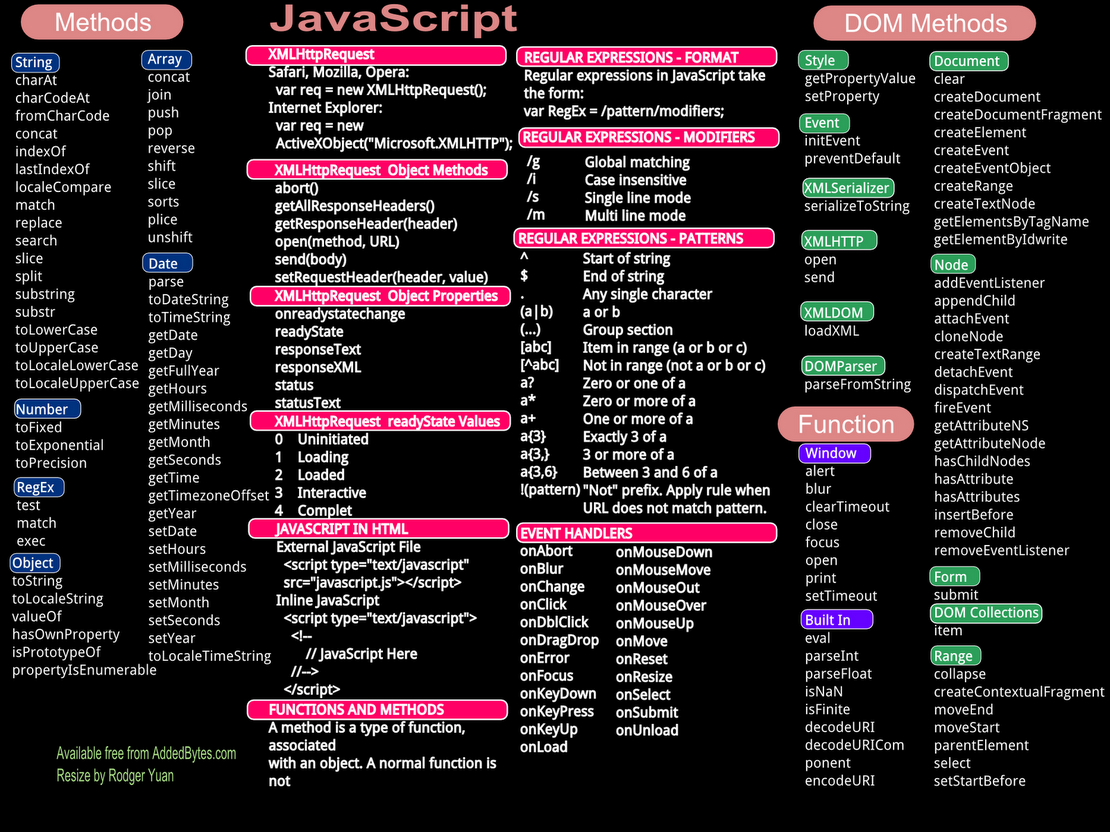 Methods
String
charAt
charCodeAt
fromCharCode
concat
indexOf
lastIndexOf
localeCompare
match
replace
search
slice
split
substring
substr
toLowerCase
toUpperCase
toLocaleLowerCase
toLocaleUpperCase
Number
toFixed
toExponential
toPrecision
RegEx
test
match
exec
Object
toString
toLocaleString
valueOf
hasOwnProperty
isPrototypeOf
propertyIsEnumerable
Array
concat
join
push
pop
reverse
shift
slice
sorts
plice
unshift
Date
parse
toDateString
toTimeString
getDate
getDay
getFullYear
getHours
getMilliseconds
getMinutes
getMonth
getSeconds
getTime
getTimezoneOffset
getYear
setDate
setHours
setMilliseconds
setMinutes
setMonth
setSeconds
setYear
toLocaleTimeString
Available free from AddedBytes.com
Resize by Rodger Yuan
JavaScript
XMLHttpRequest
Safari, Mozilla, Opera:
var req = new XMLHttpRequest();
Internet Explorer:
var req = new
ActiveXObject("Microsoft.XMLHTTP");
XMLHttpRequest Object Methods
abort()
getAllResponseHeaders()
getResponseHeader(header)
open(method, URL)
send(body)
setRequestHeader(header, value)
XMLHttpRequest Object Properties
onreadystatechange
readyState
responseText
responseXML
status
statusText
XMLHttpRequest readyState Values
0 Uninitiated
1 Loading
2 Loaded
3 Interactive
4 Complet
JAVASCRIPT IN HTML
External JavaScript File
<script type="text/javascript"
src="javascript.js"></script>
Inline JavaScript
<script type="text/javascript">
<!--
// JavaScript Here
//-->
</script>
FUNCTIONS AND METHODS
A method is a type of function,
associated
with an object. A normal function is
not
REGULAR EXPRESSIONS - FORMAT
Regular expressions in JavaScript take
the form:
var RegEx = /pattern/modifiers;
REGULAR EXPRESSIONS - MODIFIERS
/g Global matching
/i Case insensitive
/s Single line mode
/m Multi line mode
REGULAR EXPRESSIONS - PATTERNS
^ Start of string
$ End of string
. Any single character
(a|b) a or b
(...) Group section
[abc] Item in range (a or b or c)
[^abc] Not in range (not a or b or c)
a? Zero or one of a
a* Zero or more of a
a+ One or more of a
a{3} Exactly 3 of a
a{3,} 3 or more of a
a{3,6} Between 3 and 6 of a
!(pattern) "Not" prefix. Apply rule when
URL does not match pattern.
EVENT HANDLERS
onAbort onMouseDown
onBlur onMouseMove
onChange onMouseOut
onClick onMouseOver
onDblClick onMouseUp
onDragDrop onMove
onError onReset
onFocus onResize
onKeyDown onSelect
onKeyPress onSubmit
onKeyUp onUnload
onLoad
DOM Methods
Style
getPropertyValue
setProperty
Event
initEvent
preventDefault
XMLSerializer
serializeToString
XMLHTTP
open
send
XMLDOM
loadXML
DOMParser
parseFromString
Function
Window
alert
blur
clearTimeout
close
focus
open
print
setTimeout
Built In
eval
parseInt
parseFloat
isNaN
isFinite
decodeURI
decodeURICom
ponent
encodeURI
Document
clear
createDocument
createDocumentFragment
createElement
createEvent
createEventObject
createRange
createTextNode
getElementsByTagName
getElementByIdwrite
Node
addEventListener
appendChild
attachEvent
cloneNode
createTextRange
detachEvent
dispatchEvent
fireEvent
getAttributeNS
getAttributeNode
hasChildNodes
hasAttribute
hasAttributes
insertBefore
removeChild
removeEventListener
Form
submit
DOM Collections
item
Range
collapse
createContextualFragment
moveEnd
moveStart
parentElement
select
setStartBefore